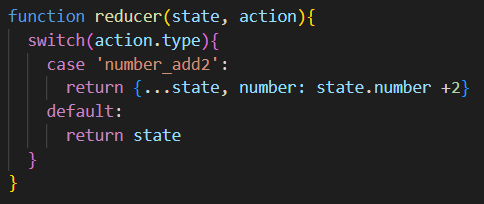 function reducer(state, action){
  switch(action.type){
    case 'number_add2':
      return {...state, number: state.number +2}
    default:
      return state
  }
}